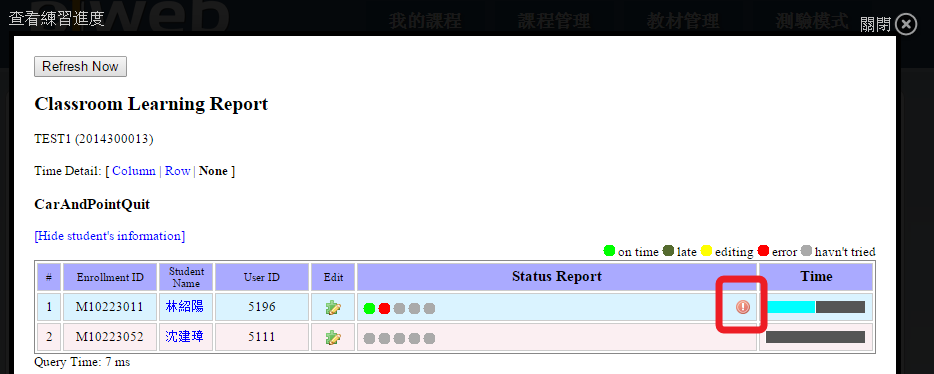 查看練習進度
我的課程 課程管理 教材管理 測驗模式
關閉
Refresh Now
Classroom Learning Report
TEST1 (2014300013)
Time Detail: [ Column | Row | None ]
CarAndPointQuit
[Hide student's information]
on time late editing error havn't tried
# Enrollment ID Student Name User ID Edit Status Report Time
1 M10223011 林紹陽 5196
2 M10223052 沈建璋 5111
Query Time: 7 ms